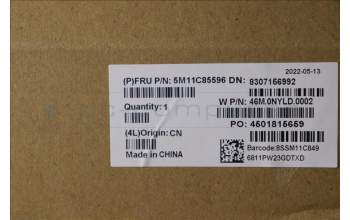 2022-05-13
(P)FRU P/N: 5M11C85596 DN: 8307156992
Quantity: 1
W P/N: 46M.0NYLD.0002
PO: 4501815659
(4L)Origin: CN
Made in CHINA
Barcode:8SSM11C849
6811PW23GDTXD